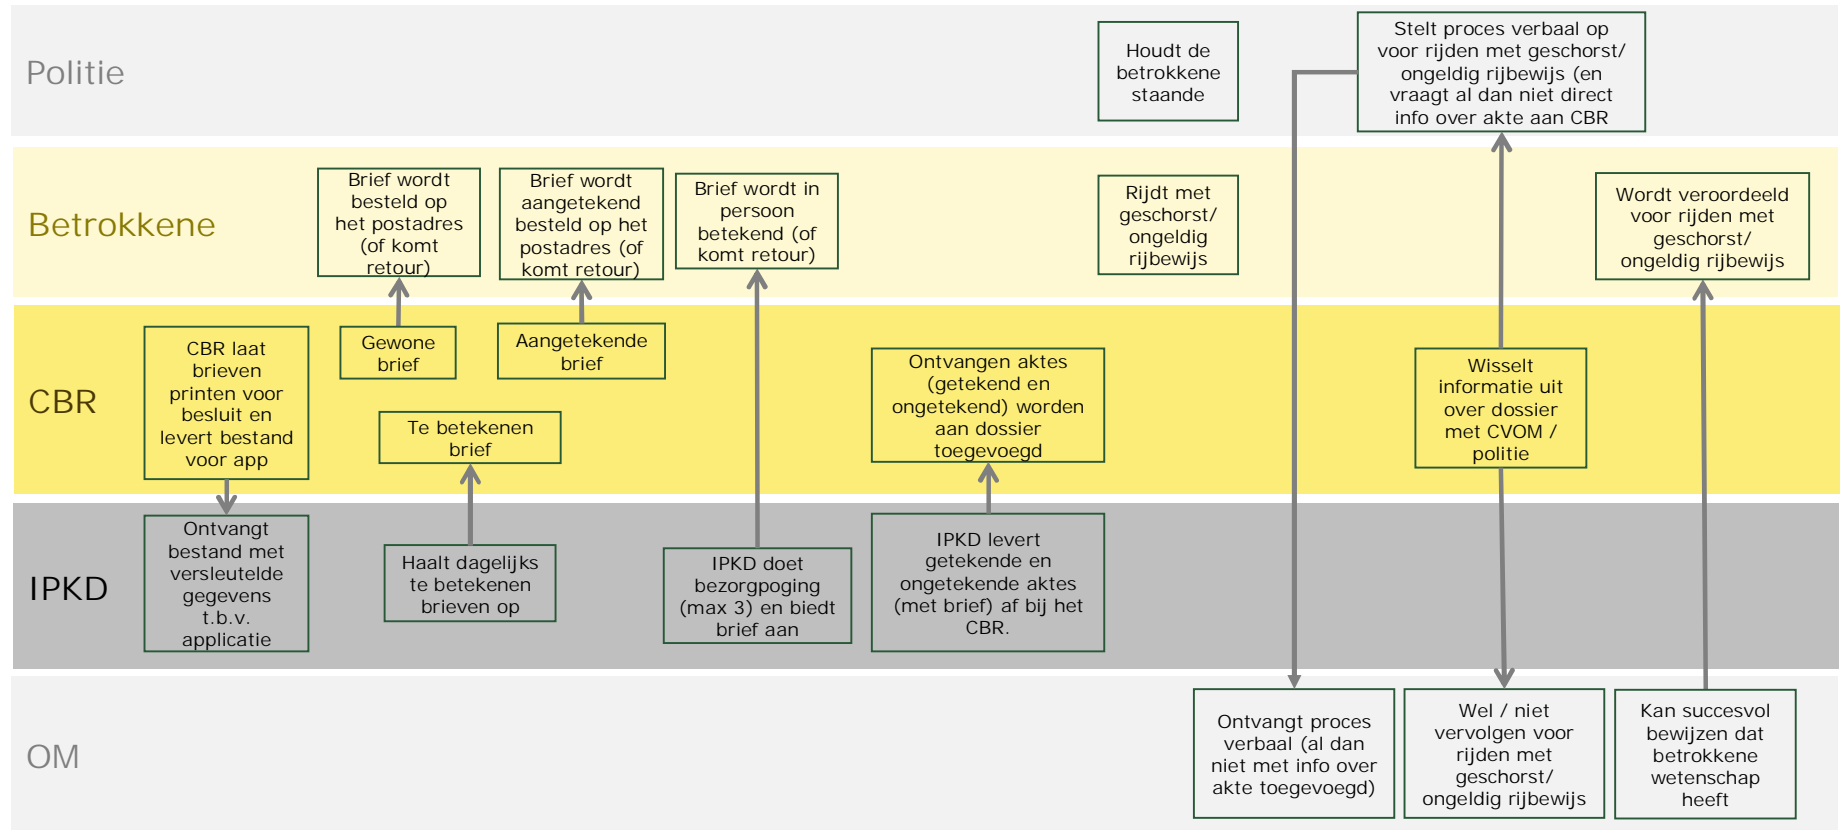 Politie
Houdt de
betrokkene
staande
Stelt proces verbaal op
voor rijden met geschorst/
ongeldig rijbewijs (en
vraagt al dan niet direct
info over akte aan CBR
Betrokkene
Brief wordt
besteld op
het postadres
(of komt
retour)
Brief wordt
aangetekend
besteld op het
postadres (of
komt retour)
Brief wordt in
persoon
betekend (of
komt retour)
Rijdt met
geschorst/
ongeldig
rijbewijs
Wordt veroordeeld
voor rijden met
geschorst/
ongeldig rijbewijs
CBR
CBR laat
brieven
printen voor
besluit en
levert bestand
voor app
Gewone
brief
Aangetekende
brief
Te betekenen
brief
Ontvangen aktes
(getekend en
ongetekend) worden
aan dossier
toegevoegd
Wisselt
informatie uit
over dossier
met CVOM /
politie
IPKD
Ontvangt
bestand met
versleutelde
gegevens
t.b.v.
applicatie
Haalt dagelijks
te betekenen
brieven op
IPKD doet
bezorgpoging
(max 3) en biedt
brief aan
IPKD levert
getekende en
ongetekende aktes
(met brief) af bij het
CBR.
OM
Ontvangt proces
verbaal (al dan
niet met info over
akte toegevoegd)
Wel / niet
vervolgen voor
rijden met
geschorst/
ongeldig rijbewijs
Kan succesvol
bewijzen dat
betrokkene
wetenschap
heeft